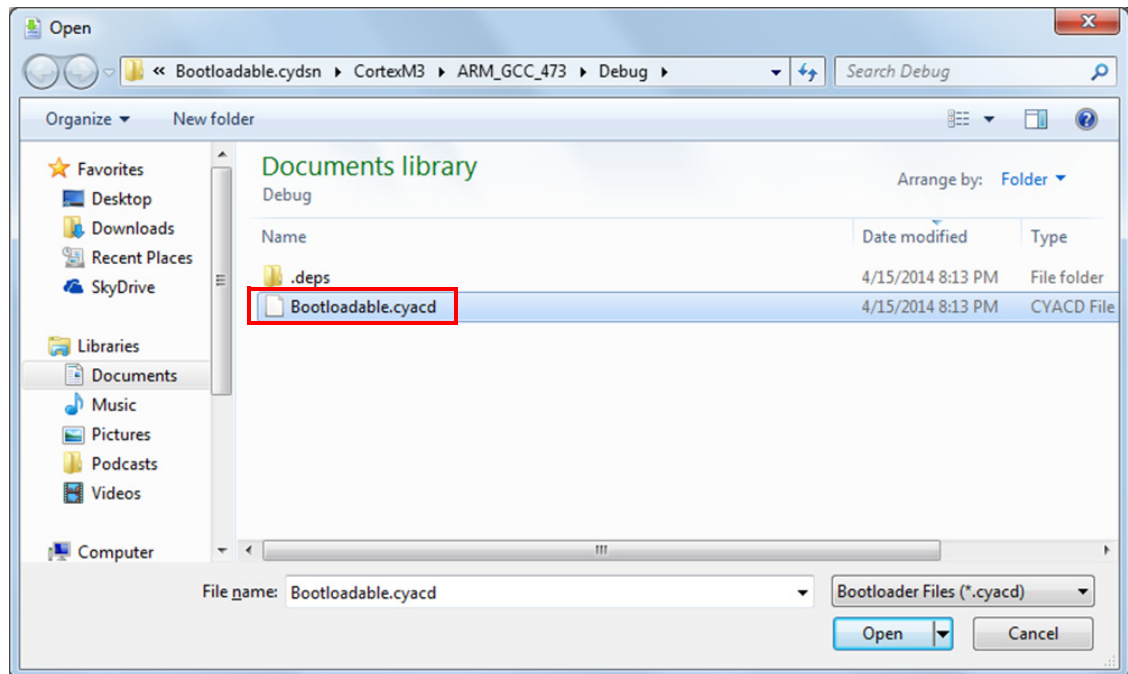 Open
« Bootloadable.cydsn ▸ CortexM3 ▸ ARM_GCC_473 ▸ Debug ▸
Search Debug
Organize
New folder
Favorites
Desktop
Downloads
Recent Places
SkyDrive
Libraries
Documents
Music
Pictures
Podcasts
Videos
Computer
Documents library
Debug
Arrange by: Folder
Name Date modified Type
.deps 4/15/2014 8:13 PM File folder
Bootloadable.cyacd 4/15/2014 8:13 PM CYACD File
File name: Bootloadable.cyacd
Bootloader Files (*.cyacd)
Open
Cancel